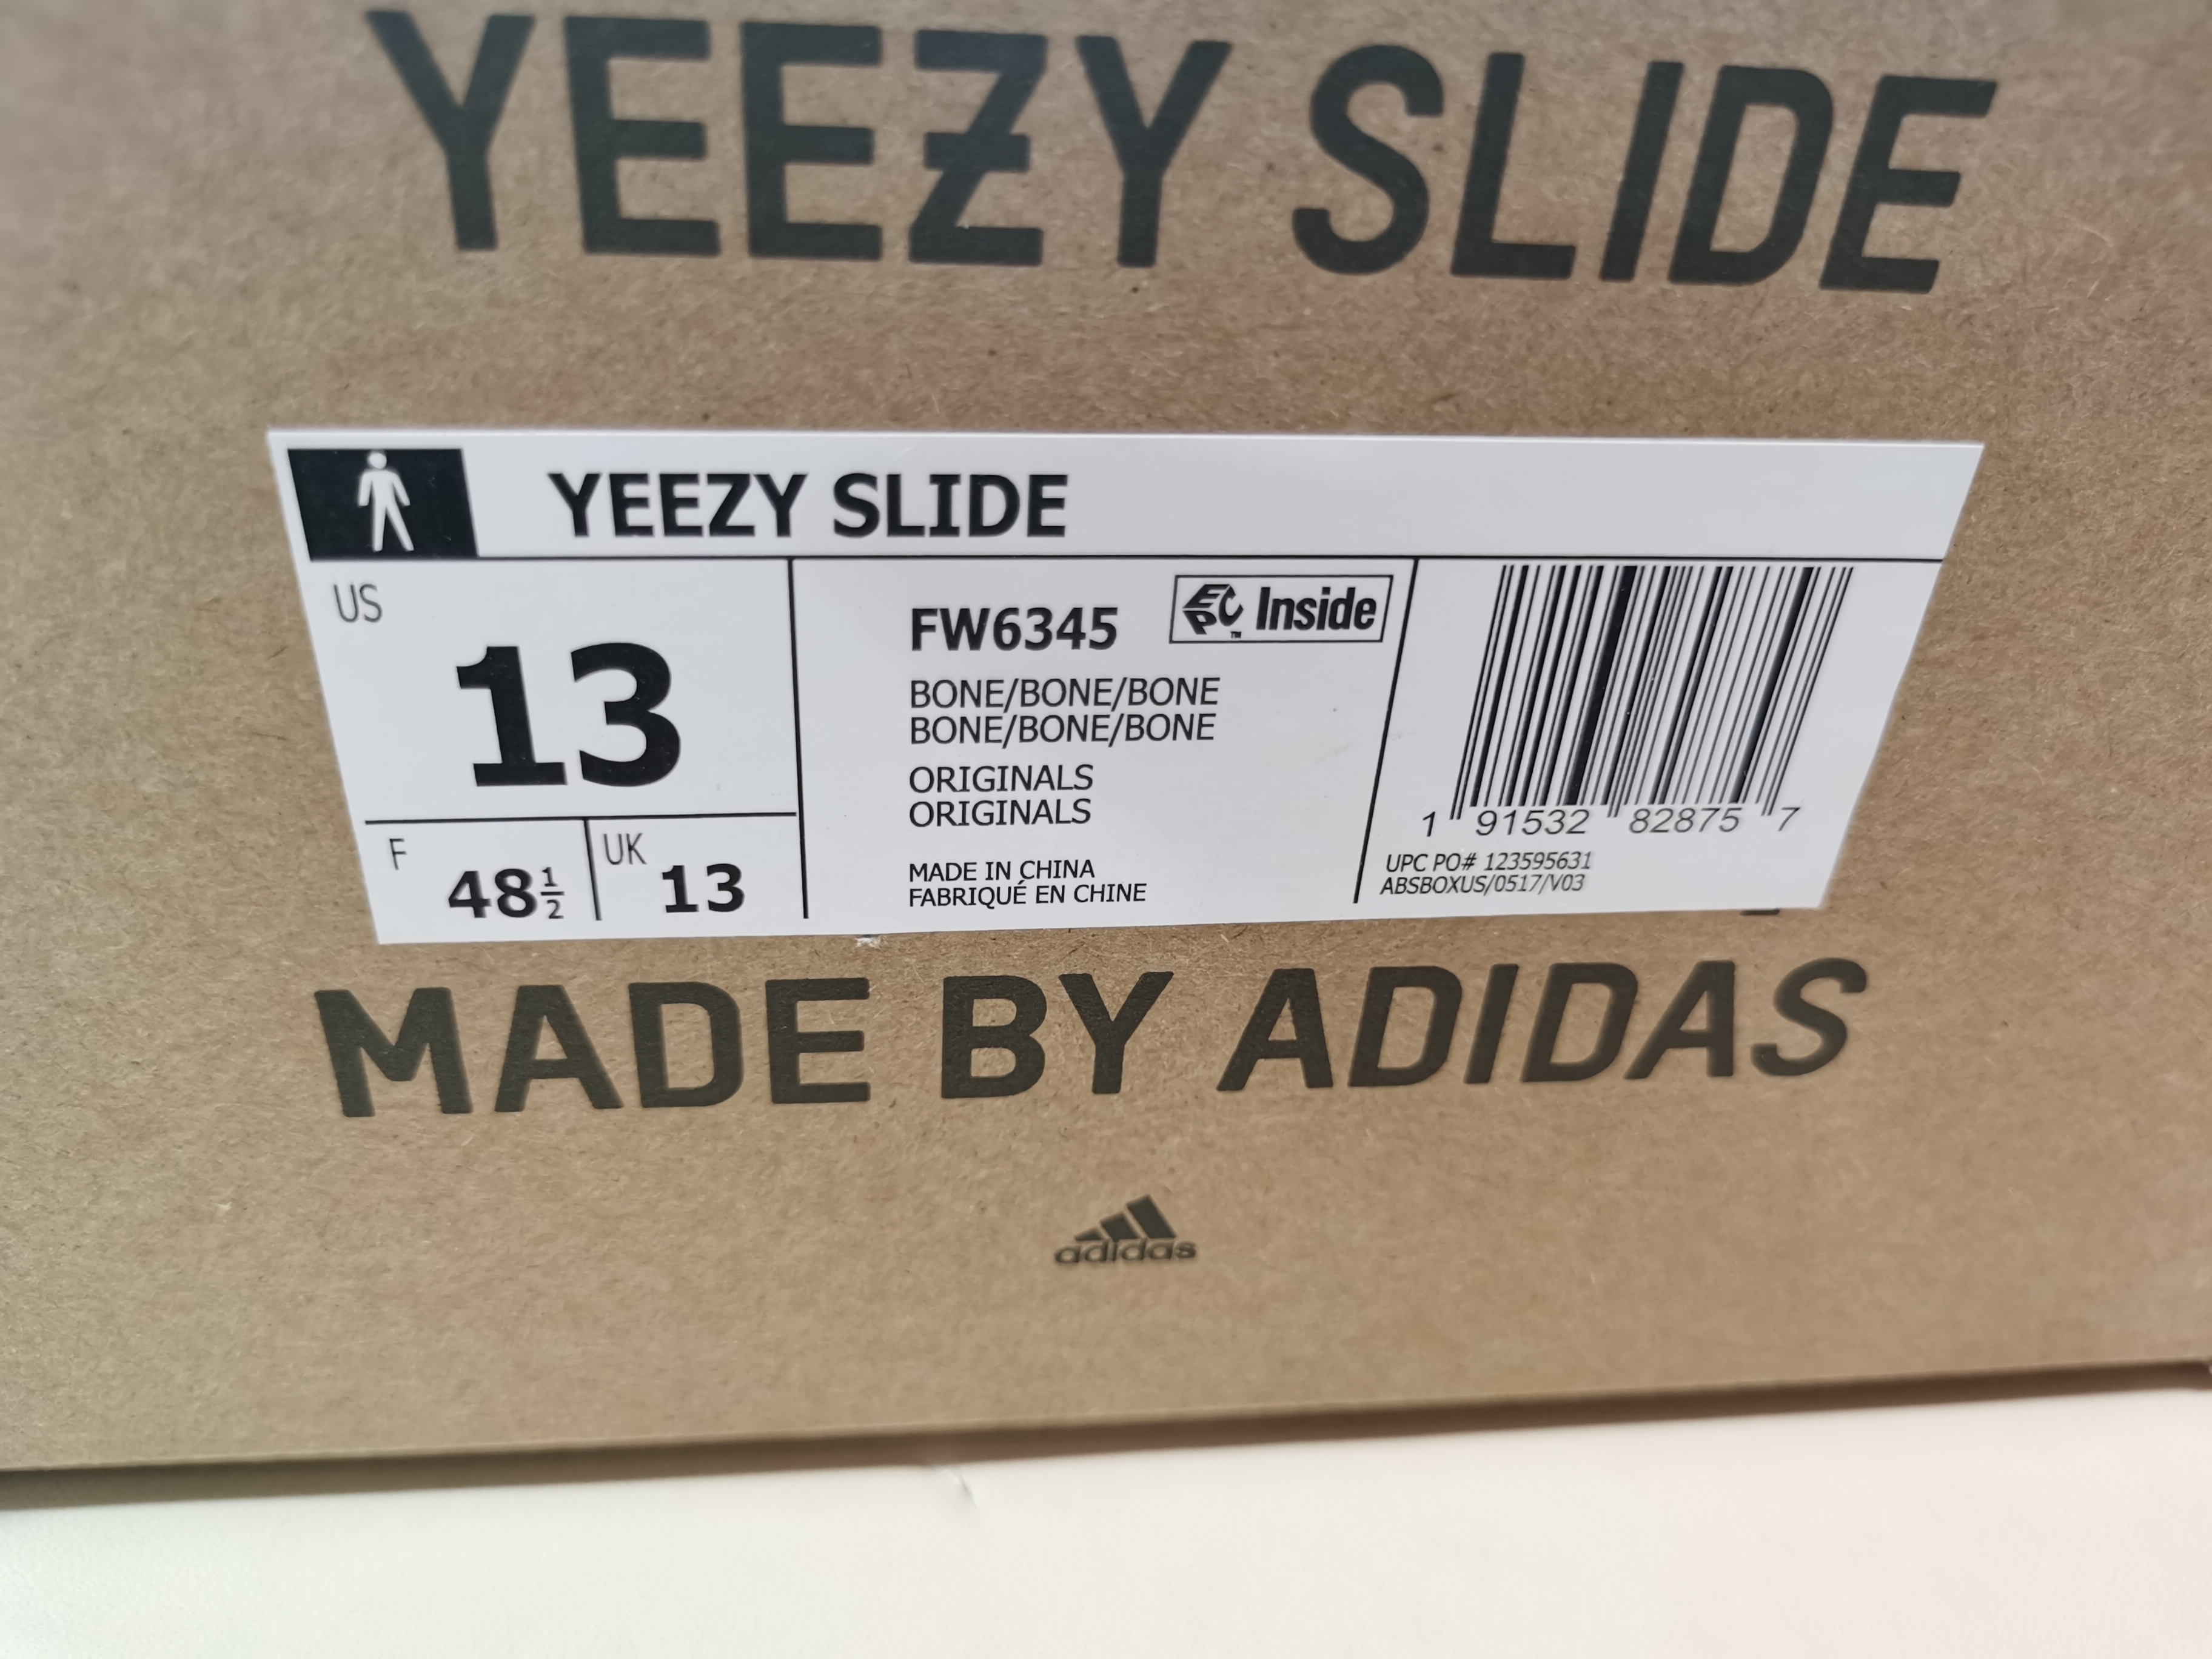 YEEZY SLIDE
YEEZY SLIDE
US
13
F
48½
UK
13
FW6345
EPC™ Inside
BONE/BONE/BONE
BONE/BONE/BONE
ORIGINALS
ORIGINALS
MADE IN CHINA
FABRIQUÉ EN CHINE
1 91532 82875 7
UPC PO# 123595631
ABSBOXUS/0517/V03
MADE BY ADIDAS
adidas